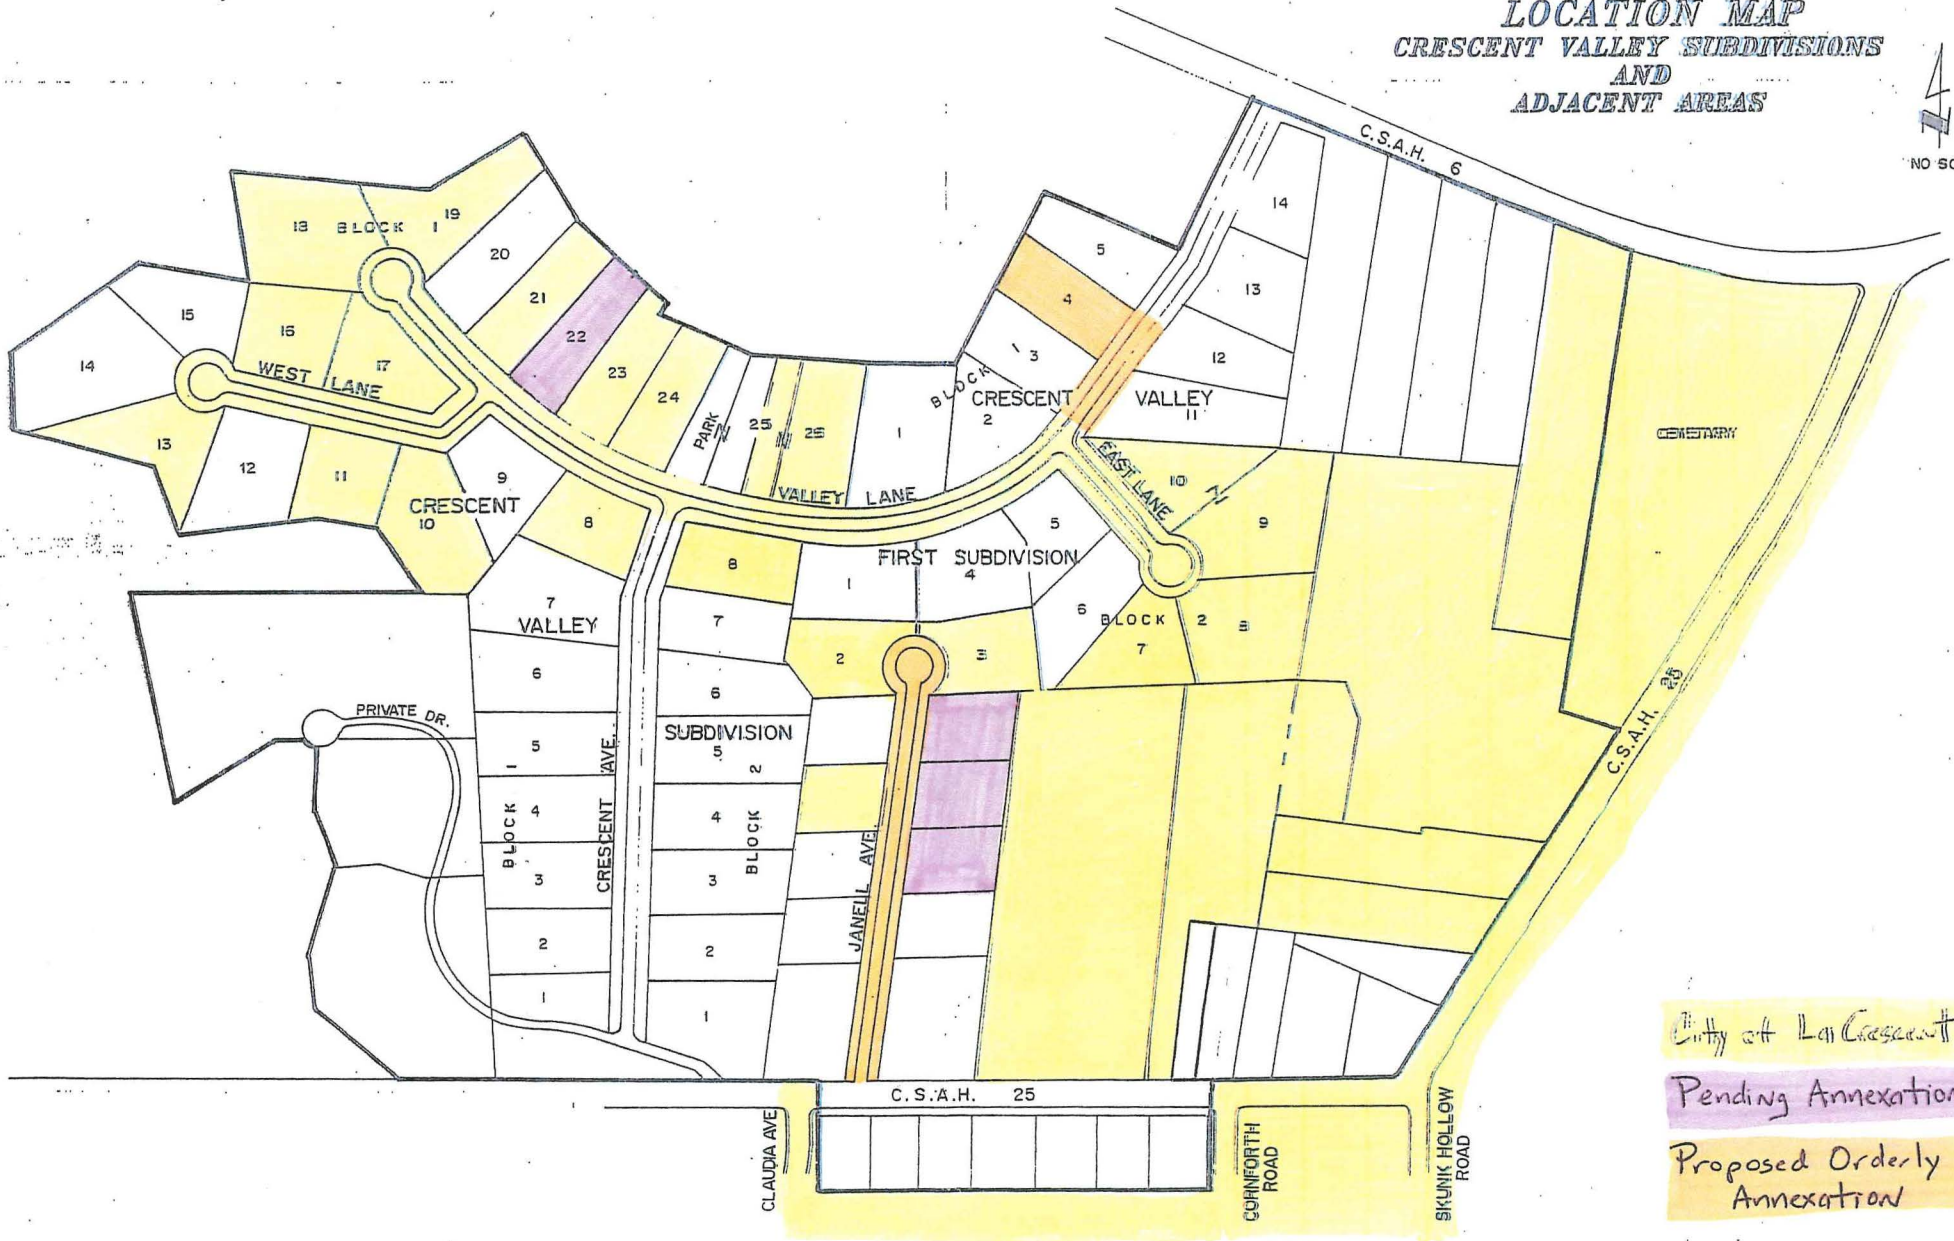 LOCATION MAP
CRESCENT VALLEY SUBDIVISIONS
AND
ADJACENT AREAS
NO SC
C.S.A.H. 6
18
BLOCK 1
19
20
21
22
23
24
PARK
25
26
15
14
16
17
WEST LANE
13
12
11
CRESCENT
10
9
8
5
4
3
1
BLOCK
2
1
CRESCENT
VALLEY
14
13
12
11
EAST LANE
10
9
CEMETARY
VALLEY LANE
FIRST SUBDIVISION
8
1
4
5
6
BLOCK 2
7
8
7
VALLEY
7
2
3
6
6
PRIVATE DR.
SUBDIVISION
5
5
1
2
BLOCK
4
CRESCENT AVE.
4
BLOCK
3
3
JANELL AVE.
2
2
1
1
C.S.A.H. 25
C.S.A.H. 25
CLAUDIA AVE
CORNFORTH
ROAD
SKUNK HOLLOW
ROAD
City of La Crescent
Pending Annexation
Proposed Orderly
Annexation